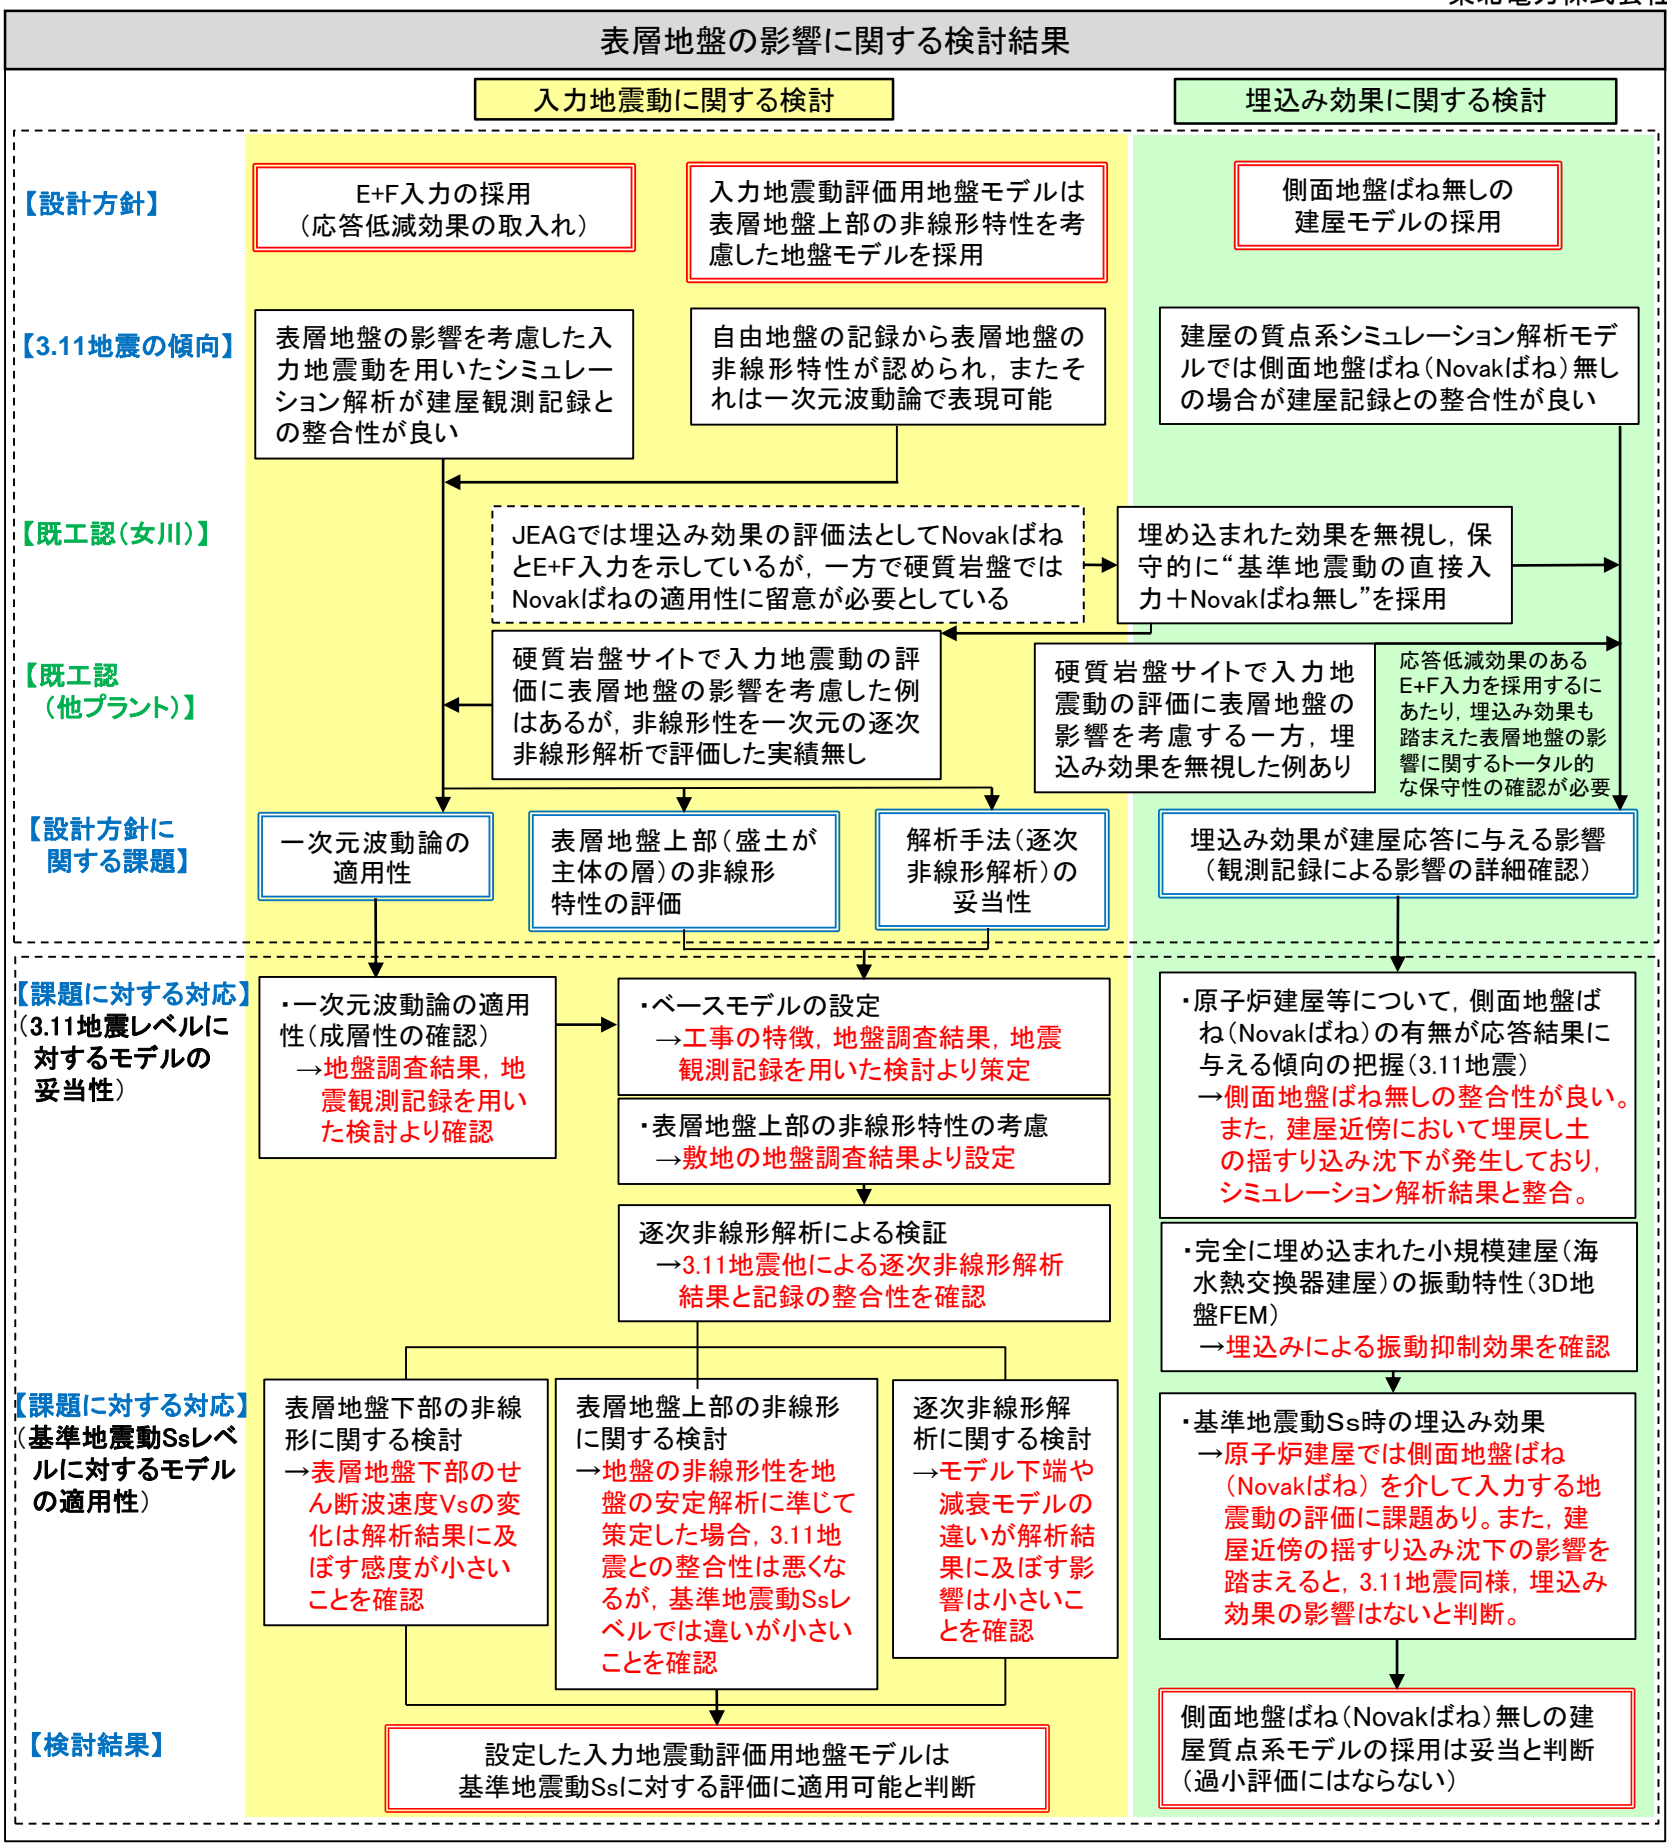 表層地盤の影響に関する検討結果
入力地震動に関する検討
埋込み効果に関する検討
【設計方針】
E+F入力の採用
（応答低減効果の取入れ）
入力地震動評価用地盤モデルは
表層地盤上部の非線形特性を考
慮した地盤モデルを採用
側面地盤ばね無しの
建屋モデルの採用
【3.11地震の傾向】
表層地盤の影響を考慮した入
力地震動を用いたシミュレー
ション解析が建屋観測記録と
の整合性が良い
自由地盤の記録から表層地盤の
非線形特性が認められ，またそ
れは一次元波動論で表現可能
建屋の質点系シミュレーション解析モデ
ルでは側面地盤ばね（Novakばね）無し
の場合が建屋記録との整合性が良い
【既工認（女川）】
JEAGでは埋込み効果の評価法としてNovakばね
とE+F入力を示しているが，一方で硬質岩盤では
Novakばねの適用性に留意が必要としている
埋め込まれた効果を無視し，保
守的に“基準地震動の直接入
力＋Novakばね無し”を採用
【既工認
（他プラント）】
硬質岩盤サイトで入力地震動の評
価に表層地盤の影響を考慮した例
はあるが，非線形性を一次元の逐次
非線形解析で評価した実績無し
硬質岩盤サイトで入力地
震動の評価に表層地盤の
影響を考慮する一方，埋
込み効果を無視した例あり
応答低減効果のある
E+F入力を採用するに
あたり，埋込み効果も
踏まえた表層地盤の影
響に関するトータル的
な保守性の確認が必要
【設計方針に
関する課題】
一次元波動論の
適用性
表層地盤上部（盛土が
主体の層）の非線形
特性の評価
解析手法（逐次
非線形解析）の
妥当性
埋込み効果が建屋応答に与える影響
（観測記録による影響の詳細確認）
【課題に対する対応】
（3.11地震レベルに
対するモデルの
妥当性）
・一次元波動論の適用
性（成層性の確認）
→地盤調査結果，地
震観測記録を用い
た検討より確認
・ベースモデルの設定
→工事の特徴，地盤調査結果，地震
観測記録を用いた検討より策定
・表層地盤上部の非線形特性の考慮
→敷地の地盤調査結果より設定
逐次非線形解析による検証
→3.11地震他による逐次非線形解析
結果と記録の整合性を確認
・原子炉建屋等について，側面地盤ば
ね（Novakばね）の有無が応答結果に
与える傾向の把握（3.11地震）
→側面地盤ばね無しの整合性が良い。
また，建屋近傍において埋戻し土
の揺すり込み沈下が発生しており，
シミュレーション解析結果と整合。
・完全に埋め込まれた小規模建屋（海
水熱交換器建屋）の振動特性（3D地
盤FEM）
→埋込みによる振動抑制効果を確認
【課題に対する対応】
（基準地震動Ssレベ
ルに対するモデル
の適用性）
表層地盤下部の非線
形に関する検討
→表層地盤下部のせ
ん断波速度Vsの変
化は解析結果に及
ぼす感度が小さい
ことを確認
表層地盤上部の非線形
に関する検討
→地盤の非線形性を地
盤の安定解析に準じて
策定した場合，3.11地
震との整合性は悪くな
るが，基準地震動Ssレ
ベルでは違いが小さい
ことを確認
逐次非線形解
析に関する検討
→モデル下端や
減衰モデルの
違いが解析結
果に及ぼす影
響は小さいこ
とを確認
・基準地震動Ss時の埋込み効果
→原子炉建屋では側面地盤ばね
（Novakばね）を介して入力する地
震動の評価に課題あり。また，建
屋近傍の揺すり込み沈下の影響を
踏まえると，3.11地震同様，埋込み
効果の影響はないと判断。
【検討結果】
設定した入力地震動評価用地盤モデルは
基準地震動Ssに対する評価に適用可能と判断
側面地盤ばね（Novakばね）無しの建
屋質点系モデルの採用は妥当と判断
（過小評価にはならない）